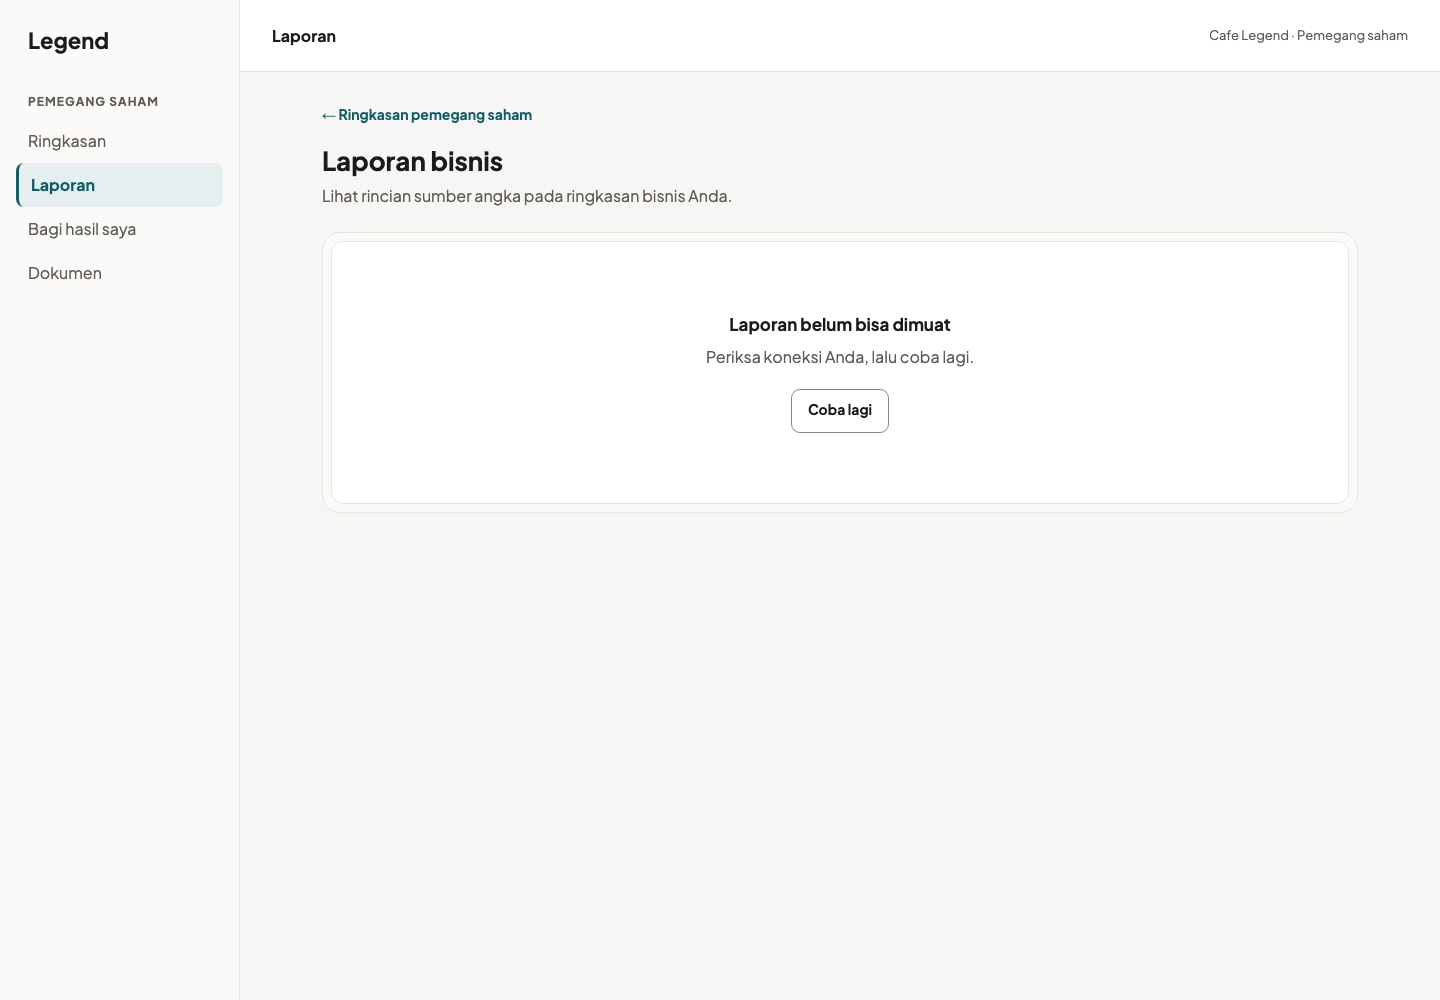 Legend
PEMEGANG SAHAM
Ringkasan
Laporan
Bagi hasil saya
Dokumen
Laporan
Cafe Legend · Pemegang saham
← Ringkasan pemegang saham
Laporan bisnis
Lihat rincian sumber angka pada ringkasan bisnis Anda.
Laporan belum bisa dimuat
Periksa koneksi Anda, lalu coba lagi.
Coba lagi